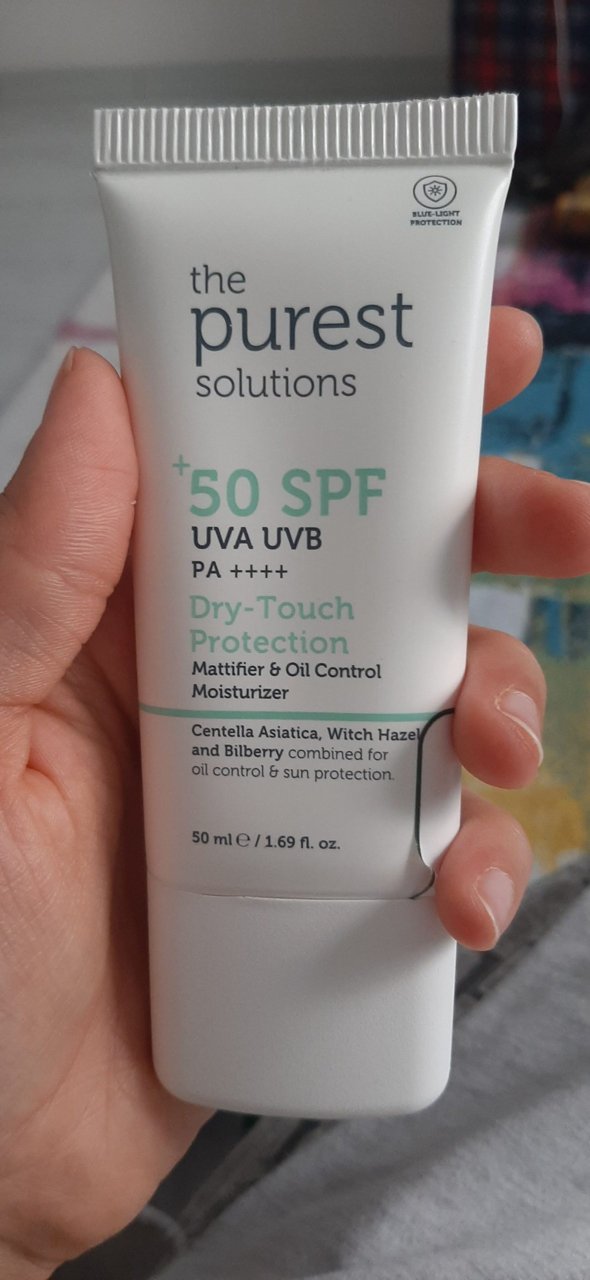 BLUE-LIGHT
PROTECTION
the
purest
solutions
+50 SPF
UVA UVB
PA ++++
Dry-Touch
Protection
Mattifier & Oil Control
Moisturizer
Centella Asiatica, Witch Hazel
and Bilberry combined for
oil control & sun protection.
50 ml ℮ / 1.69 fl. oz.